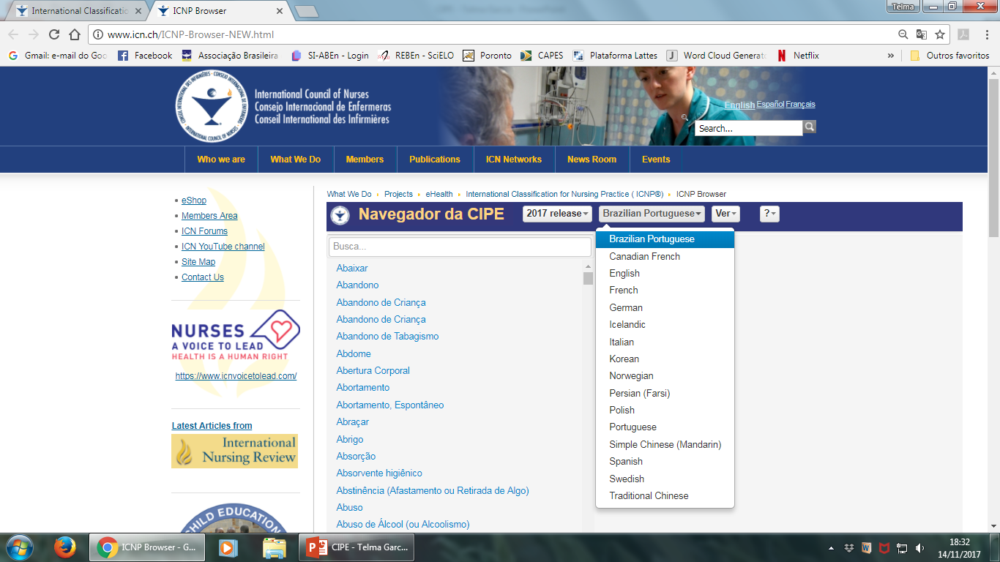 CIPE - Telma Garcia - PowerPoint
Telma
International Classificatio
ICNP Browser
www.icn.ch/ICNP-Browser-NEW.html
Gmail: e-mail do Goo
Facebook
Associação Brasileira
SI-ABEn - Login
REBEn - SciELO
Poronto
CAPES
Plataforma Lattes
Word Cloud Generato
Netflix
»
Outros favoritos
International Council of Nurses
Consejo Internacional de Enfermeras
Conseil International des Infirmières
English Español Français
Search...
Who we are
What We Do
Members
Publications
ICN Networks
News Room
Events
eShop
Members Area
ICN Forums
ICN YouTube channel
Site Map
Contact Us
NURSES
A VOICE TO LEAD
HEALTH IS A HUMAN RIGHT
https://www.icnvoicetolead.com/
Latest Articles from
International
Nursing Review
CHILD EDUCATION
What We Do Projects eHealth International Classification for Nursing Practice ( ICNP®) ICNP Browser
Navegador da CIPE
2017 release
Brazilian Portuguese
Ver
?
Busca...
Abaixar
Abandono
Abandono de Criança
Abandono de Criança
Abandono de Tabagismo
Abdome
Abertura Corporal
Abortamento
Abortamento, Espontâneo
Abraçar
Abrigo
Absorção
Absorvente higiênico
Abstinência (Afastamento ou Retirada de Algo)
Abuso
Abuso de Álcool (ou Alcoolismo)
Brazilian Portuguese
Canadian French
English
French
German
Icelandic
Italian
Korean
Norwegian
Persian (Farsi)
Polish
Portuguese
Simple Chinese (Mandarin)
Spanish
Swedish
Traditional Chinese
ICNP Browser - G...
CIPE - Telma Garc...
18:32
14/11/2017